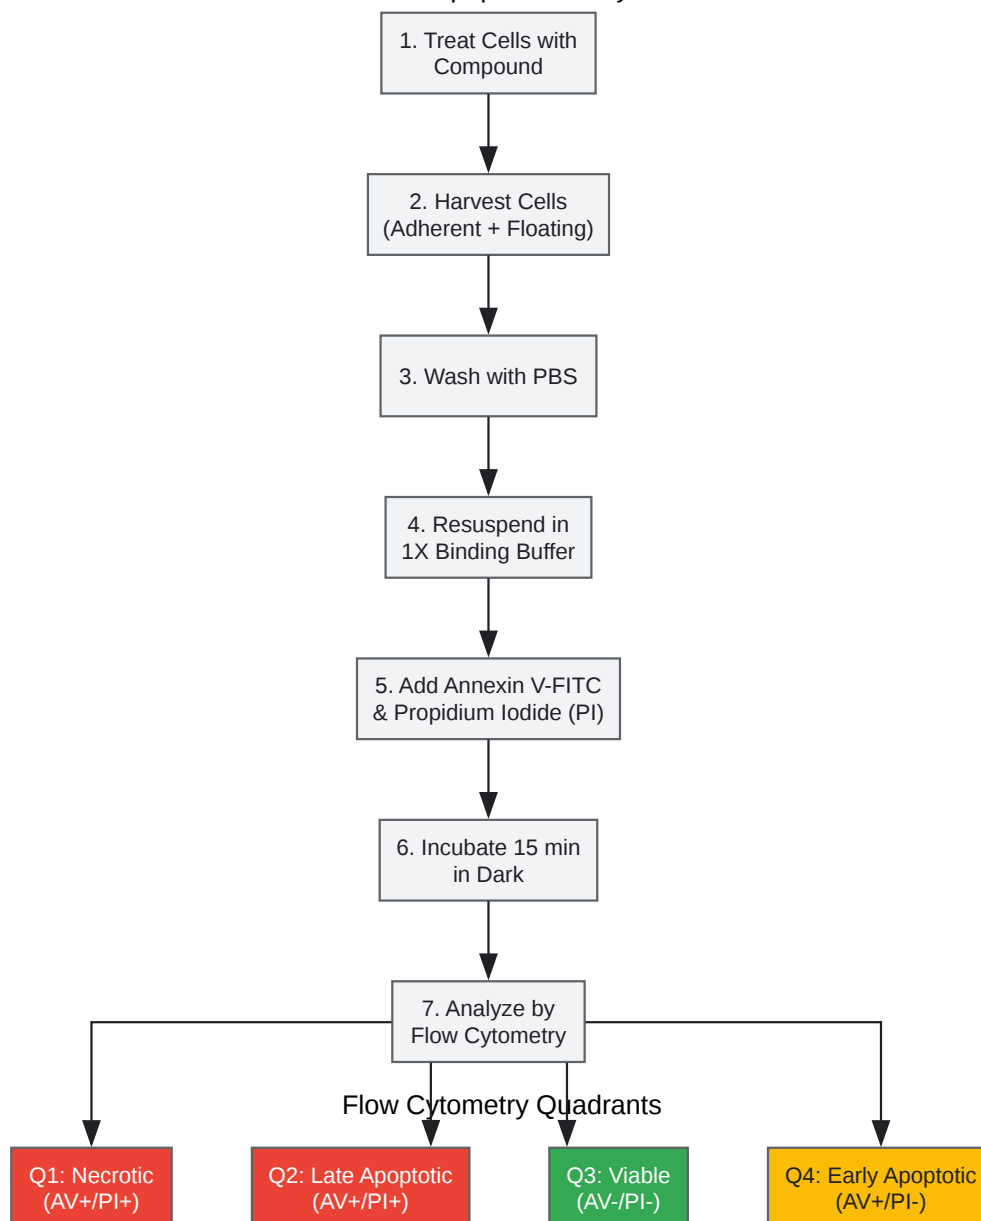 1. Treat Cells with
Compound
2. Harvest Cells
(Adherent + Floating)
3. Wash with PBS
4. Resuspend in
1X Binding Buffer
5. Add Annexin V-FITC
& Propidium Iodide (PI)
6. Incubate 15 min
in Dark
7. Analyze by
Flow Cytometry
Flow Cytometry Quadrants
Q1: Necrotic
(AV+/PI+)
Q2: Late Apoptotic
(AV+/PI+)
Q3: Viable
(AV-/PI-)
Q4: Early Apoptotic
(AV+/PI-)